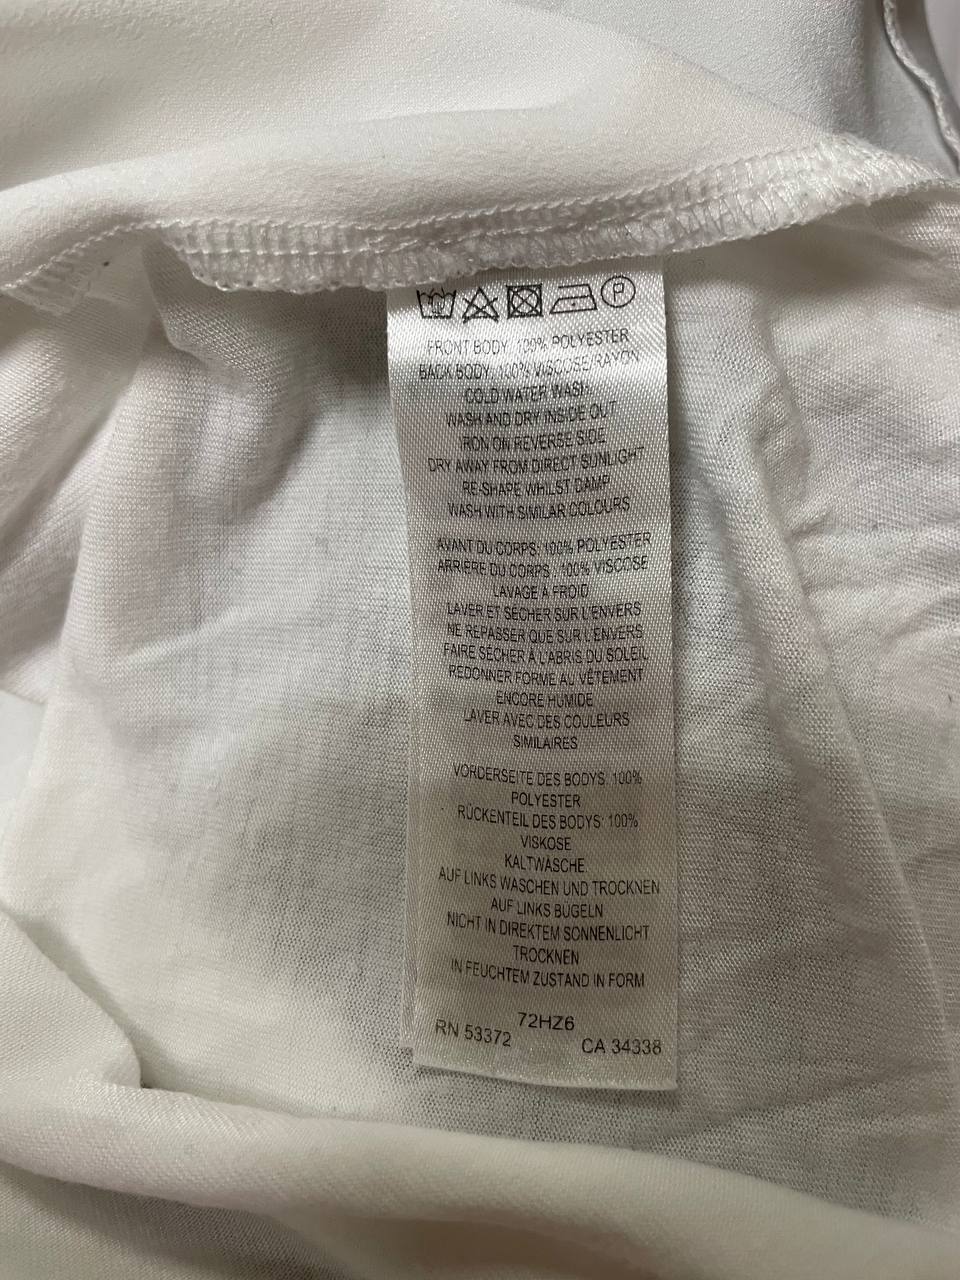 P
FRONT BODY: 100% POLYESTER
BACK BODY: 100% VISCOSE/RAYON
COLD WATER WASH
WASH AND DRY INSIDE OUT
IRON ON REVERSE SIDE
DRY AWAY FROM DIRECT SUNLIGHT
RE-SHAPE WHILST DAMP
WASH WITH SIMILAR COLOURS
AVANT DU CORPS: 100% POLYESTER
ARRIÈRE DU CORPS : 100% VISCOSE
LAVAGE À FROID
LAVER ET SÉCHER SUR L'ENVERS
NE REPASSER QUE SUR L'ENVERS
FAIRE SÉCHER À L'ABRIS DU SOLEIL
REDONNER FORME AU VÊTEMENT
ENCORE HUMIDE
LAVER AVEC DES COULEURS
SIMILAIRES
VORDERSEITE DES BODYS: 100%
POLYESTER
RÜCKENTEIL DES BODYS: 100%
VISKOSE
KALTWÄSCHE
AUF LINKS WASCHEN UND TROCKNEN
AUF LINKS BÜGELN
NICHT IN DIREKTEM SONNENLICHT
TROCKNEN
IN FEUCHTEM ZUSTAND IN FORM
72HZ6
RN 53372 CA 34338